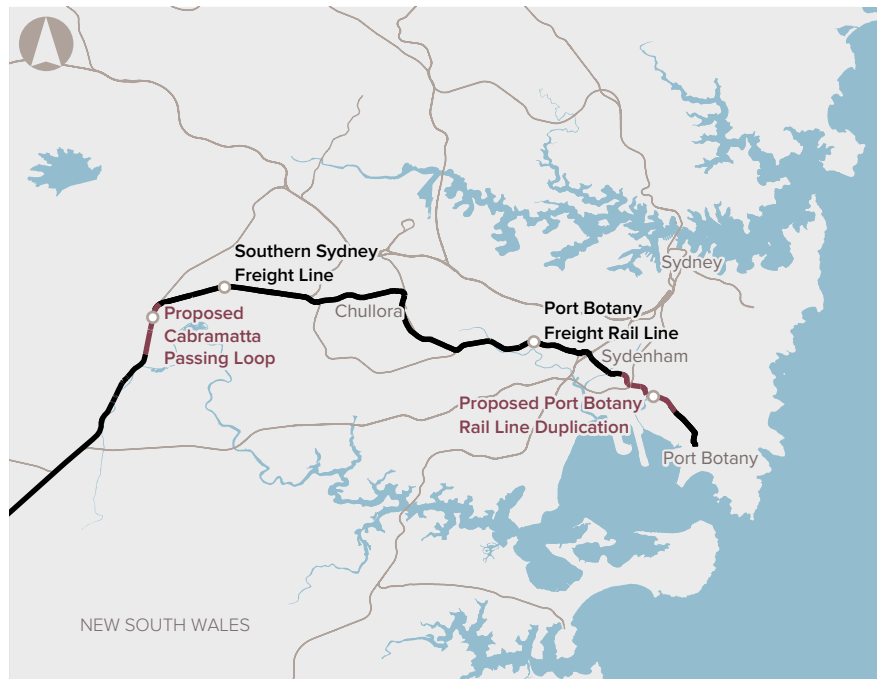 Southern Sydney
Freight Line
Sydney
Proposed
Cabramatta
Passing Loop
Chullora
Port Botany
Freight Rail Line
Sydenham
Proposed Port Botany
Rail Line Duplication
Port Botany
NEW SOUTH WALES